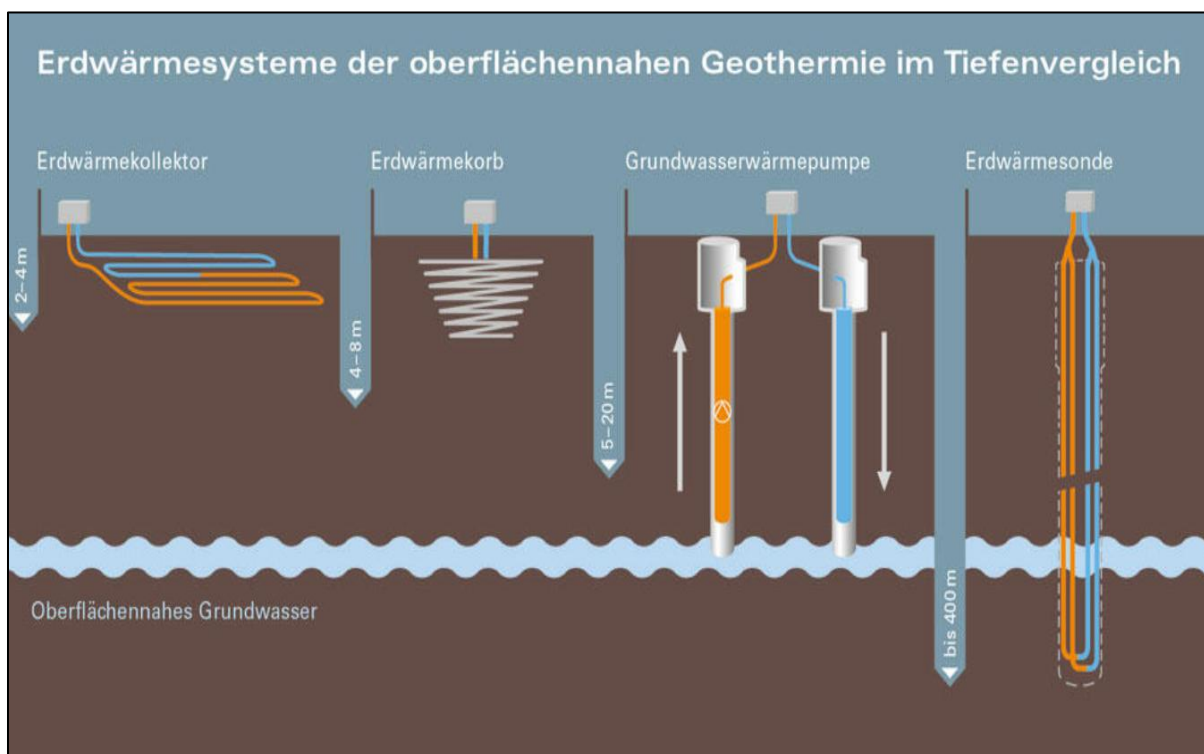 Erdwärmesysteme der oberflächennahen Geothermie im Tiefenvergleich
Erdwärmekollektor
Erdwärmekorb
Grundwasserwärmepumpe
Erdwärmesonde
2–4 m
4–8 m
5–20 m
bis 400 m
Oberflächennahes Grundwasser